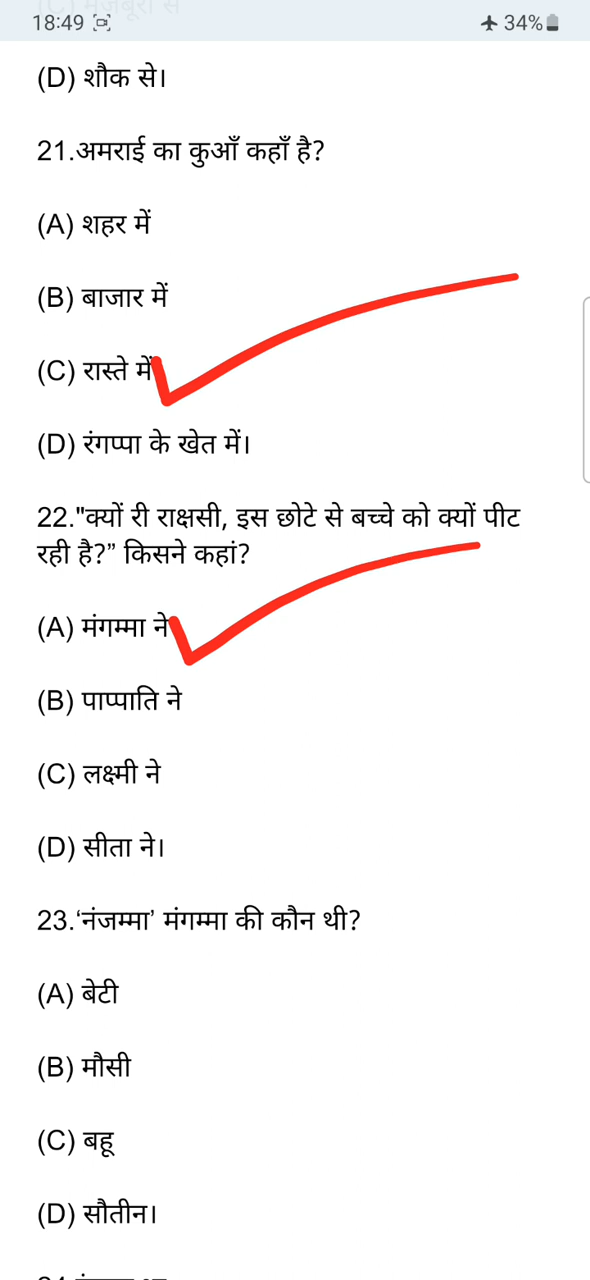 18:49
34%
(D) शौक से।
21.अमराई का कुआँ कहाँ है?
(A) शहर में
(B) बाजार में
(C) रास्ते में
(D) रंगप्पा के खेत में।
22."क्यों री राक्षसी, इस छोटे से बच्चे को क्यों पीट
रही है?” किसने कहां?
(A) मंगम्मा ने
(B) पाप्पाति ने
(C) लक्ष्मी ने
(D) सीता ने।
23.‘नंजम्मा’ मंगम्मा की कौन थी?
(A) बेटी
(B) मौसी
(C) बहू
(D) सौतीन।